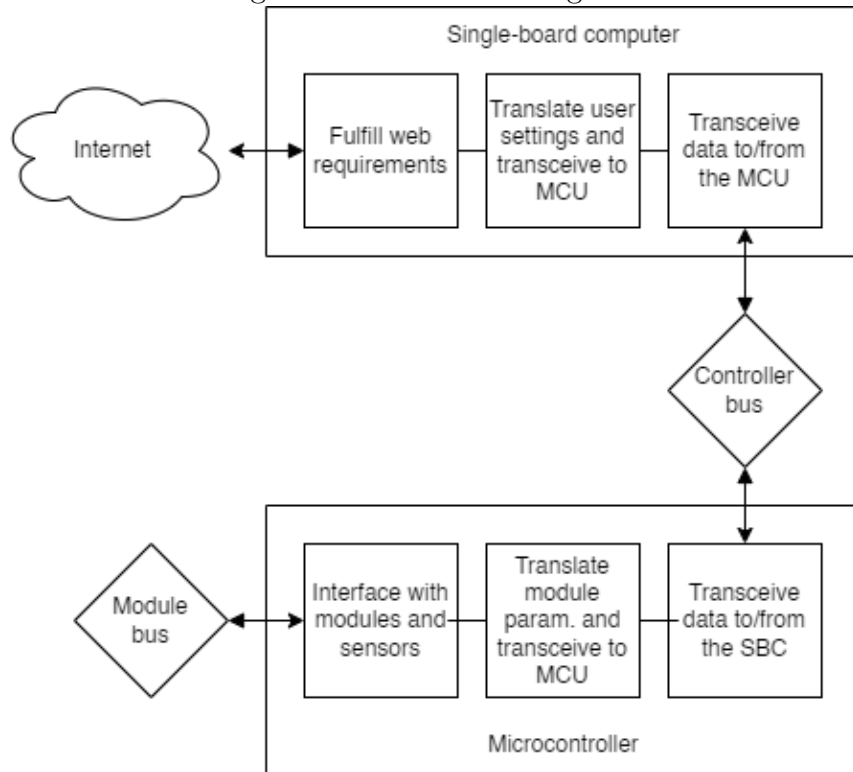 Single-board computer
Internet
Fulfill web
requirements
Translate user
settings and
transceive to
MCU
Transceive
data to/from
the MCU
Controller
bus
Module
bus
Interface with
modules and
sensors
Translate
module
param. and
transceive to
MCU
Transceive
data to/from
the SBC
Microcontroller